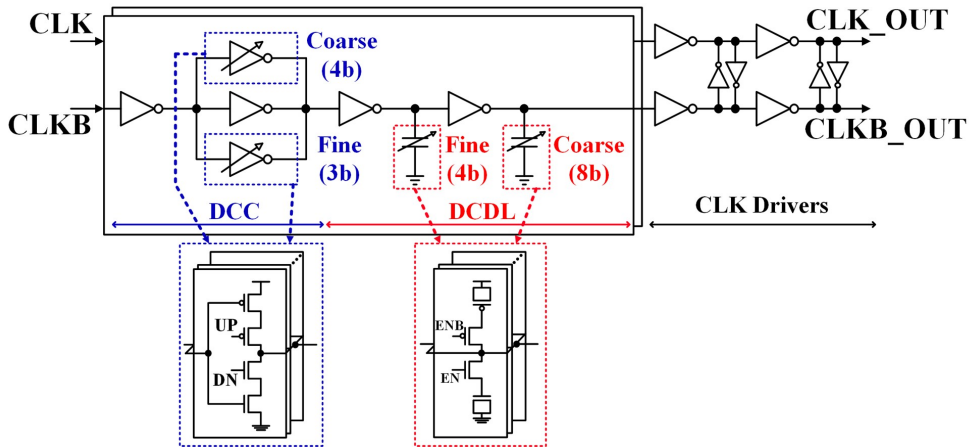 CLK
CLKB
Coarse
(4b)
Fine
(3b)
Fine
(4b)
Coarse
(8b)
CLK_OUT
CLKB_OUT
DCC
DCDL
CLK Drivers
UP
DN
ENB
EN